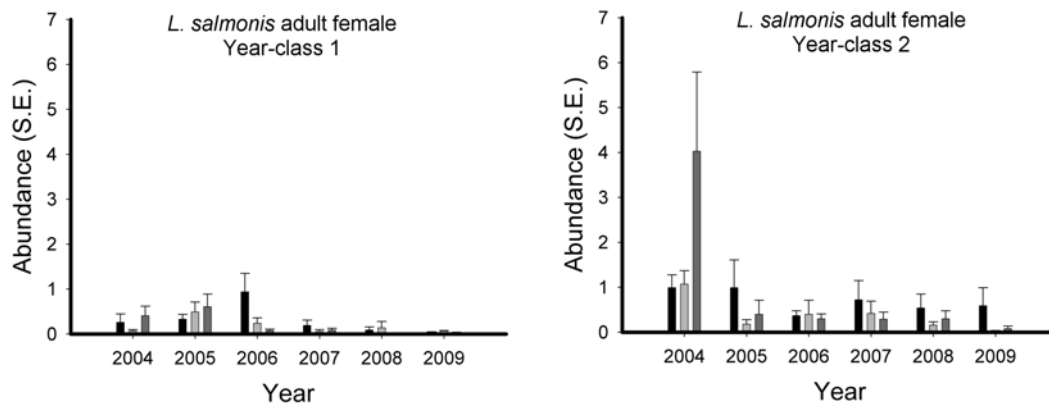 L. salmonis adult female
Year-class 1
Abundance (S.E.)
7
6
5
4
3
2
1
0
2004 2005 2006 2007 2008 2009
Year
L. salmonis adult female
Year-class 2
Abundance (S.E.)
7
6
5
4
3
2
1
0
2004 2005 2006 2007 2008 2009
Year